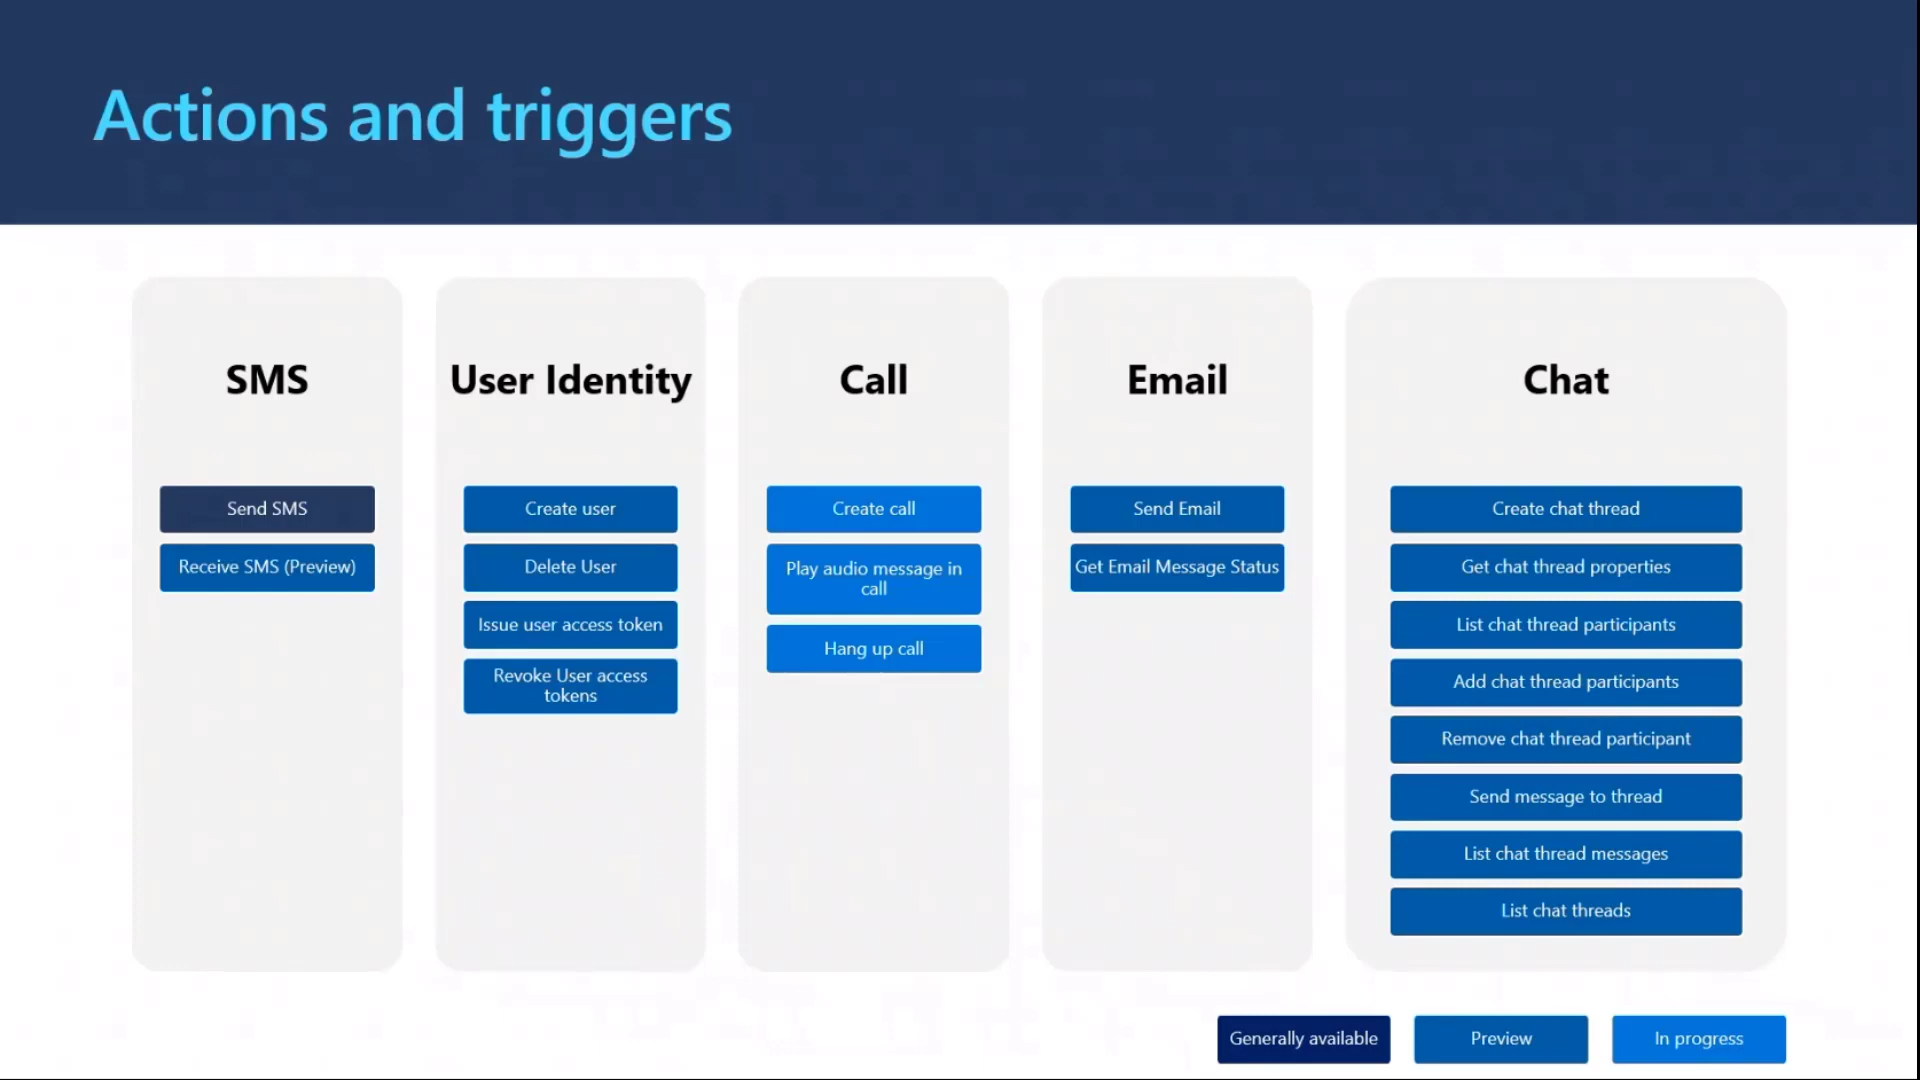 Actions and triggers
SMS
Send SMS
Receive SMS (Preview)
User Identity
Create user
Delete User
Issue user access token
Revoke User access
tokens
Call
Create call
Play audio message in
call
Hang up call
Email
Send Email
Get Email Message Status
Chat
Create chat thread
Get chat thread properties
List chat thread participants
Add chat thread participants
Remove chat thread participant
Send message to thread
List chat thread messages
List chat threads
Generally available
Preview
In progress